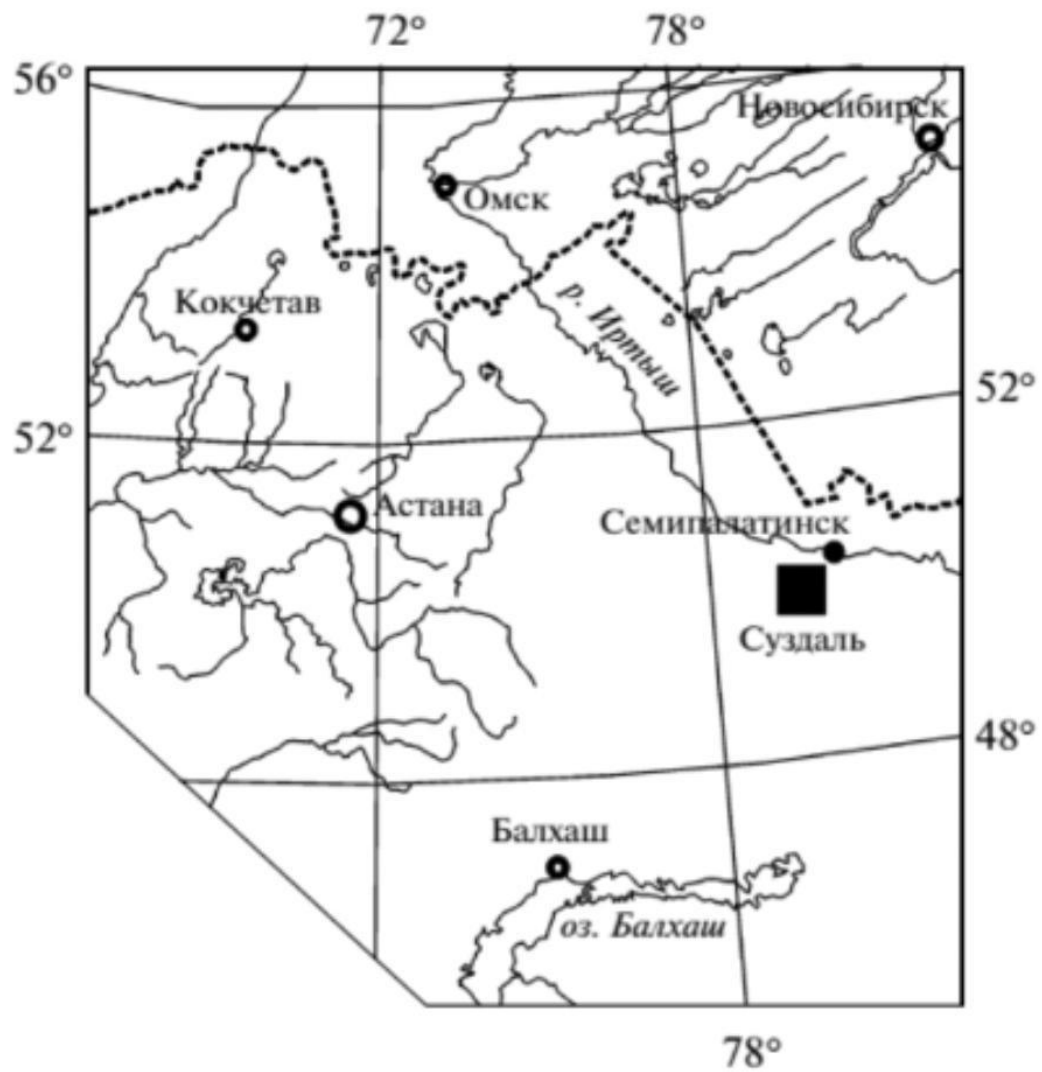 72° 78°
56°
Новосибирск
Омск
р. Иртыш
Кокчетав
52°
52°
Астана
Семипалатинск
Суздаль
48°
Балхаш
оз. Балхаш
78°